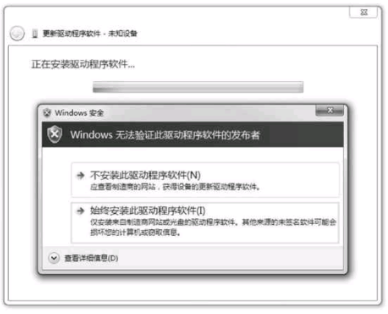 更新驱动程序软件 - 未知设备
正在安装驱动程序软件...
Windows 安全
Windows 无法验证此驱动程序软件的发布者
不安装此驱动程序软件(N)
应查看制造商的网站，获得设备的更新驱动程序软件。
始终安装此驱动程序软件(I)
仅安装来自制造商网站或光盘的驱动程序软件。其他来源的未签名软件可能会
损坏您的计算机或窃取信息。
查看详细信息(D)